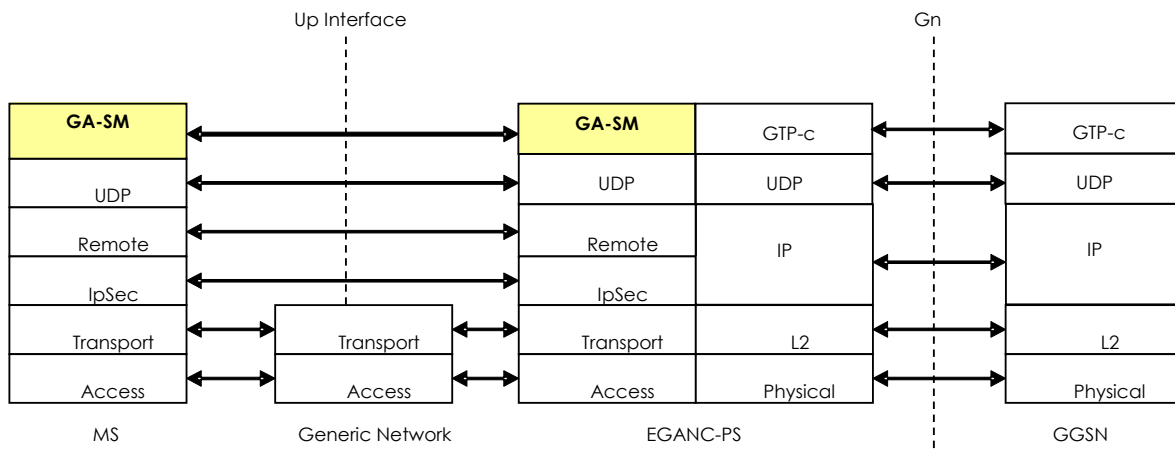 Up Interface Gn
GA-SM GA-SM GTP-c GTP-c
UDP UDP UDP UDP
Remote Remote IP IP
IpSec IpSec
Transport Transport Transport L2 L2
Access Access Access Physical Physical
MS Generic Network EGANC-PS GGSN